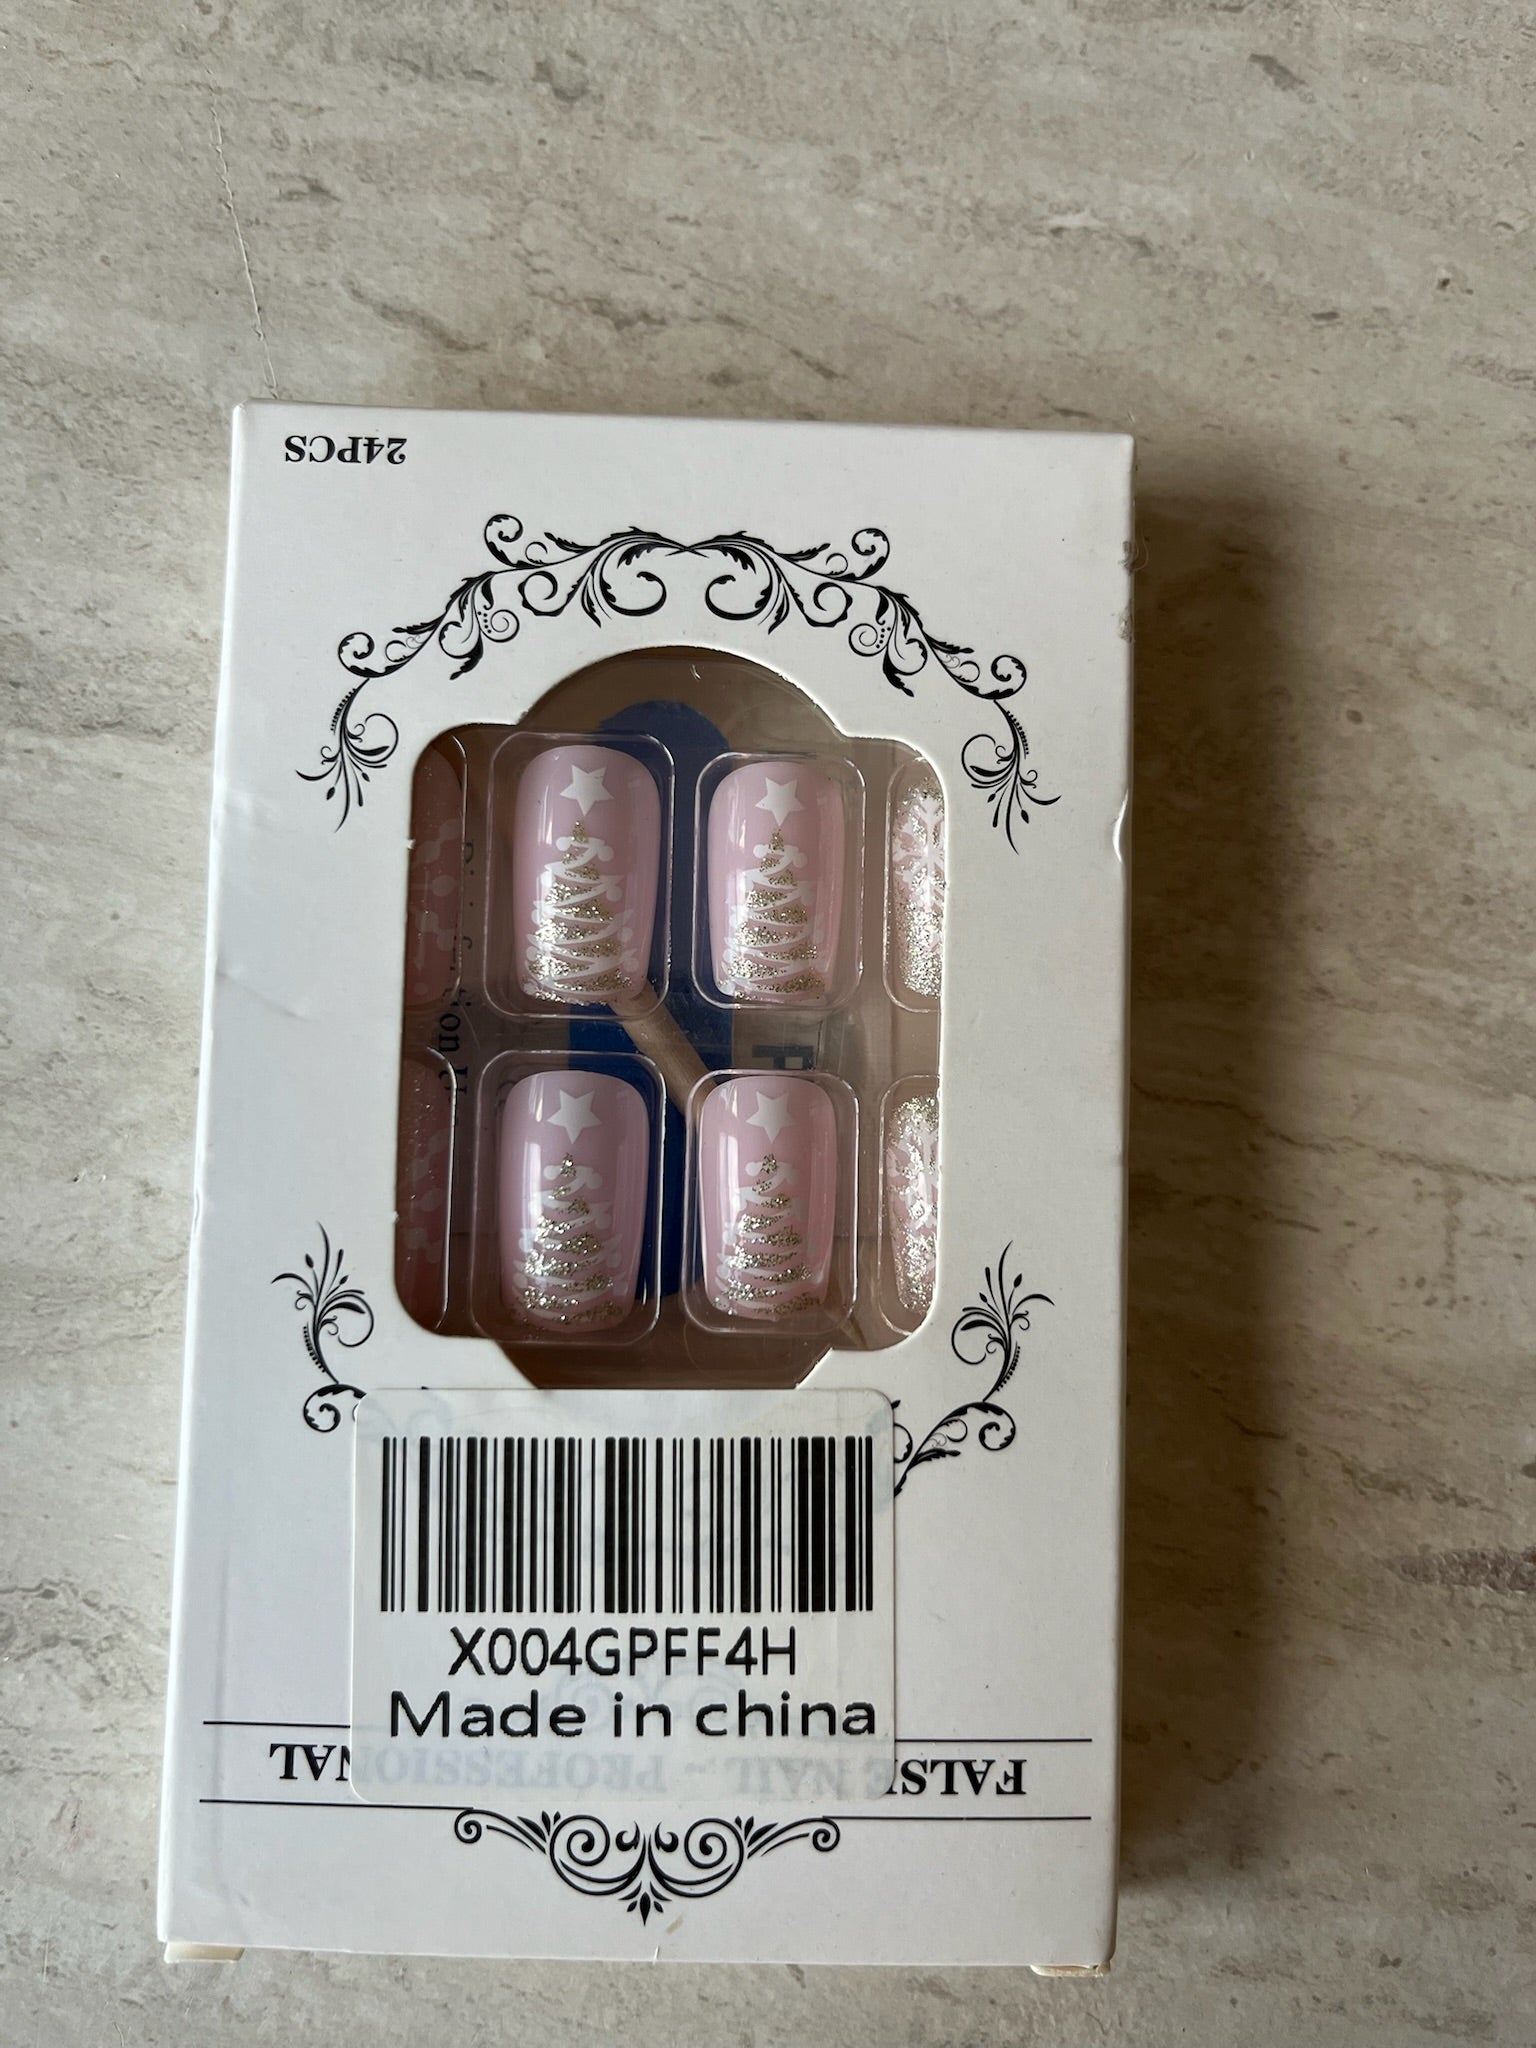 24PCS
X004GPFF4H
Made in china
FALSE NAIL - PROFESSIONAL